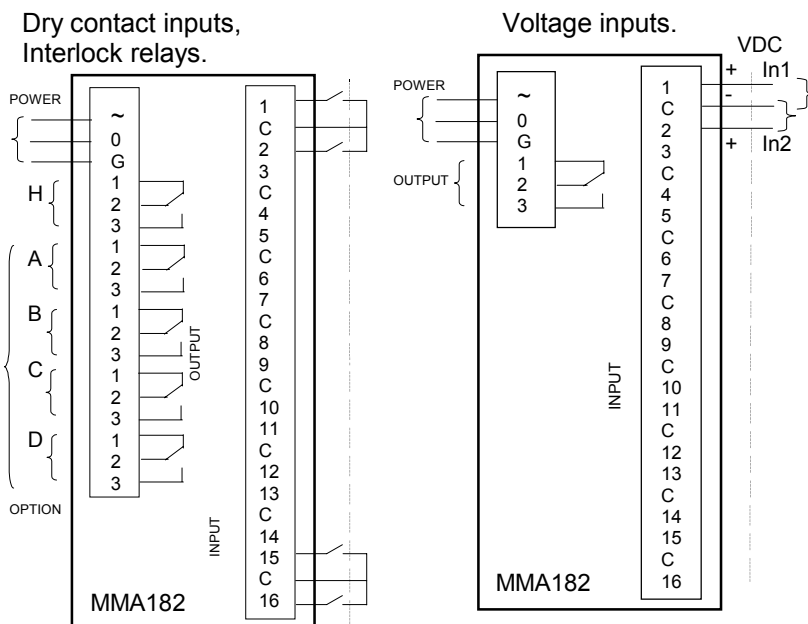 Dry contact inputs,
Interlock relays.
POWER
~
0
G
H
1
2
3
A
1
2
3
B
1
2
3
C
1
2
3
D
1
2
3
OPTION
OUTPUT
1
C
2
3
C
4
5
C
6
7
C
8
9
C
10
11
C
12
13
C
14
15
C
16
INPUT
MMA182
Voltage inputs.
VDC
POWER
~
0
G
OUTPUT
1
2
3
1
C
2
3
C
4
5
C
6
7
C
8
9
C
10
11
C
12
13
C
14
15
C
16
+ In1
-
+ In2
INPUT
MMA182